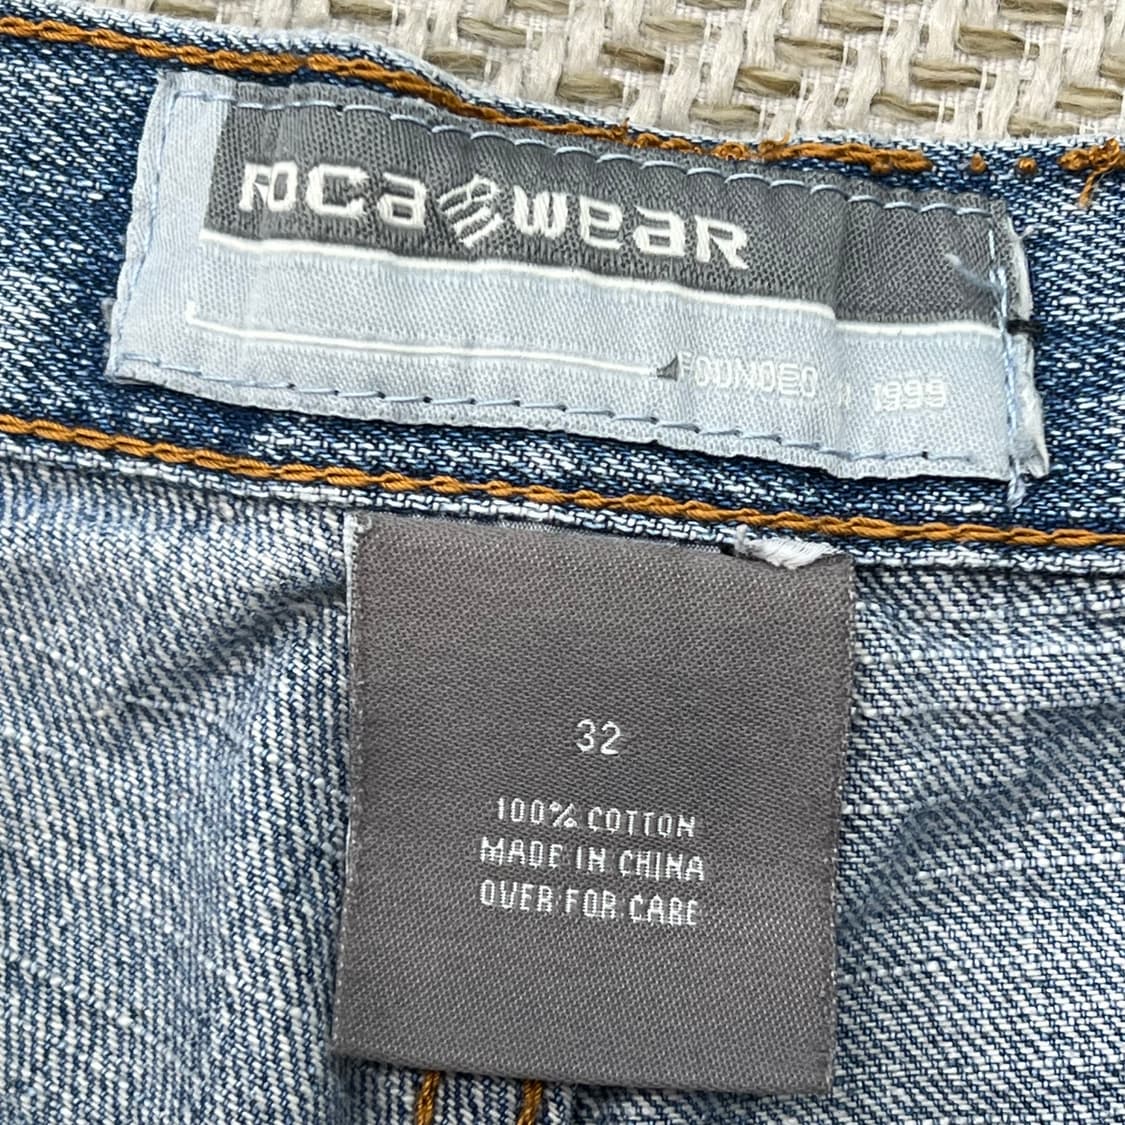 rocawear
FOUNDED 1999
32
100% COTTON
MADE IN CHINA
OVER FOR CARE